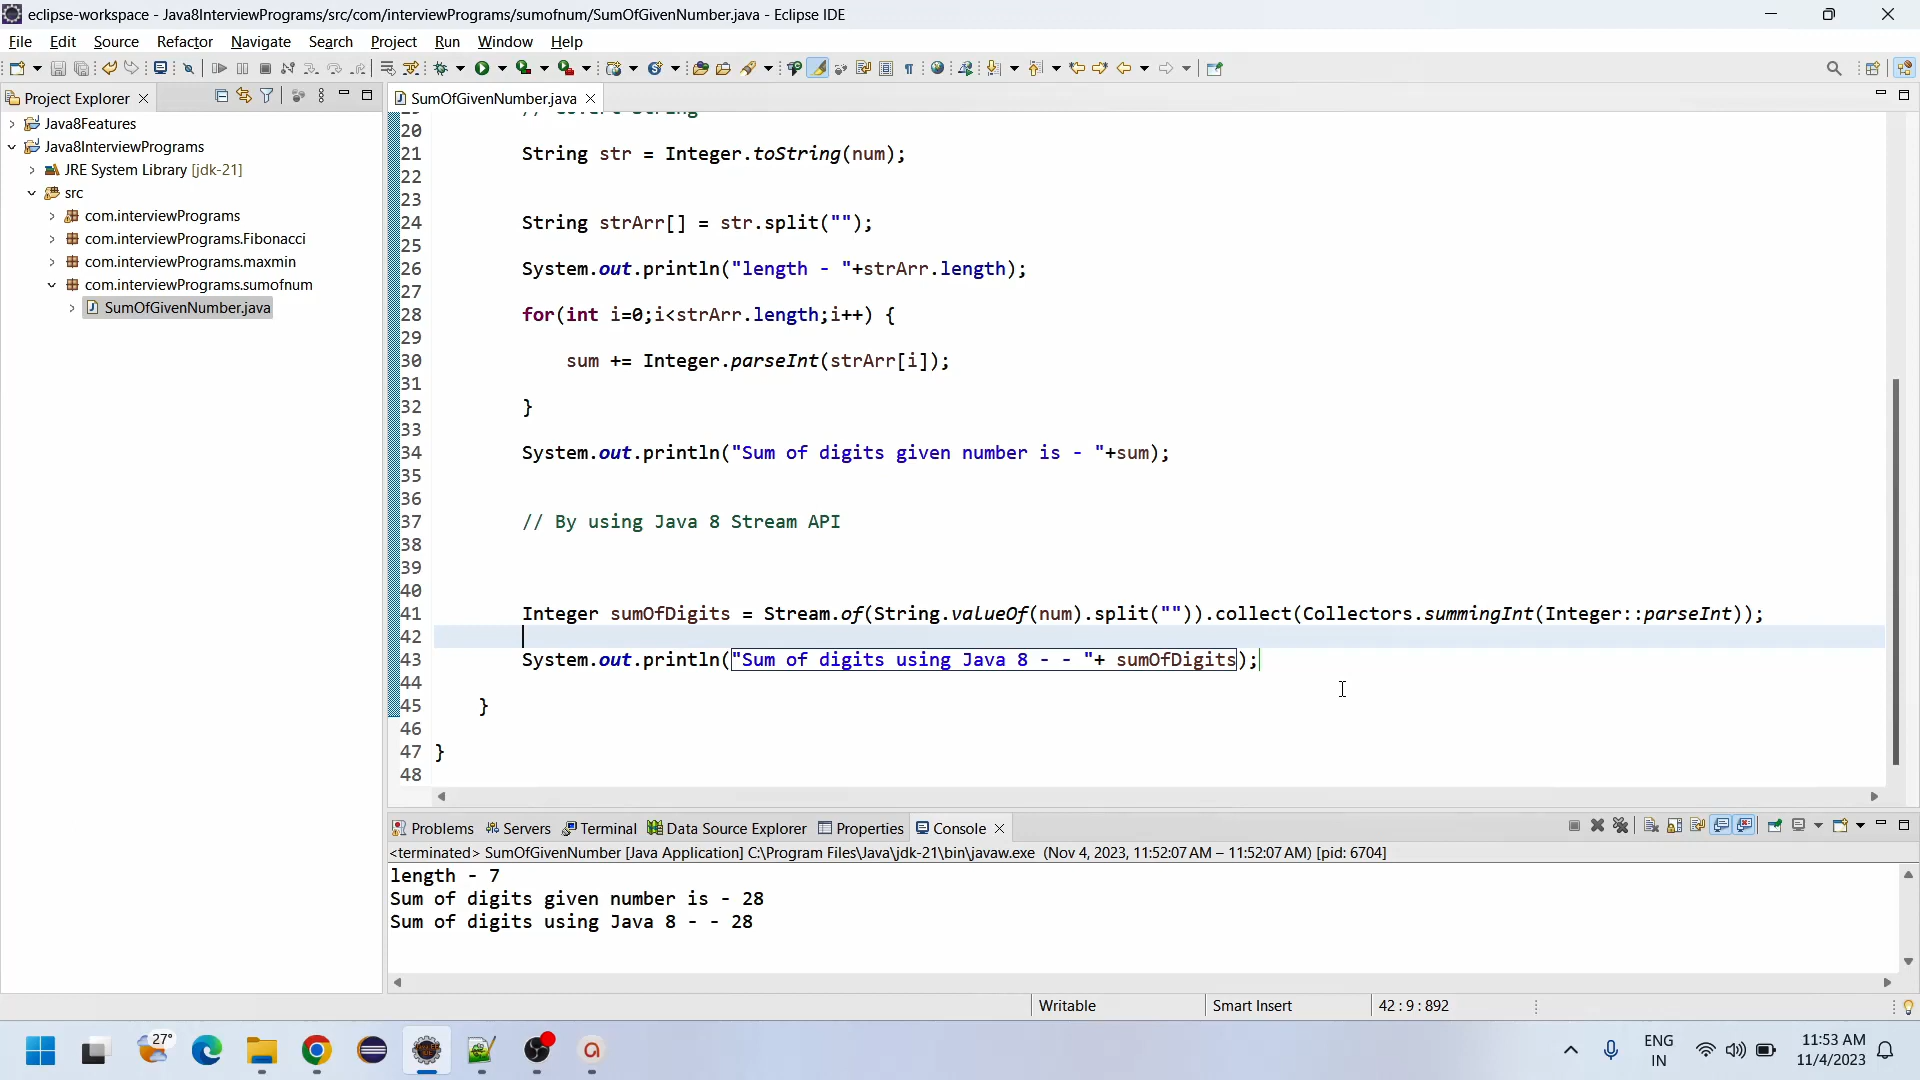 eclipse-workspace - Java8InterviewPrograms/src/com/interviewPrograms/sumofnum/SumOfGivenNumber.java - Eclipse IDE
File Edit Source Refactor Navigate Search Project Run Window Help
Project Explorer
SumOfGivenNumber.java
Java8Features
Java8InterviewPrograms
JRE System Library [jdk-21]
src
com.interviewPrograms
com.interviewPrograms.Fibonacci
com.interviewPrograms.maxmin
com.interviewPrograms.sumofnum
SumOfGivenNumber.java
20
21 String str = Integer.toString(num);
22
23
24 String strArr[] = str.split("");
25
26 System.out.println("length - "+strArr.length);
27
28 for(int i=0;i<strArr.length;i++) {
29
30 sum += Integer.parseInt(strArr[i]);
31
32 }
33
34 System.out.println("Sum of digits given number is - "+sum);
35
36
37 // By using Java 8 Stream API
38
39
40
41 Integer sumOfDigits = Stream.of(String.valueOf(num).split("")).collect(Collectors.summingInt(Integer::parseInt));
42
43 System.out.println("Sum of digits using Java 8 - - "+ sumOfDigits);
44
45 }
46
47 }
48
Problems Servers Terminal Data Source Explorer Properties Console
<terminated> SumOfGivenNumber [Java Application] C:\Program Files\Java\jdk-21\bin\javaw.exe (Nov 4, 2023, 11:52:07 AM – 11:52:07 AM) [pid: 6704]
length - 7
Sum of digits given number is - 28
Sum of digits using Java 8 - - 28
Writable Smart Insert 42 : 9 : 892
27°
ENG
IN
11:53 AM
11/4/2023